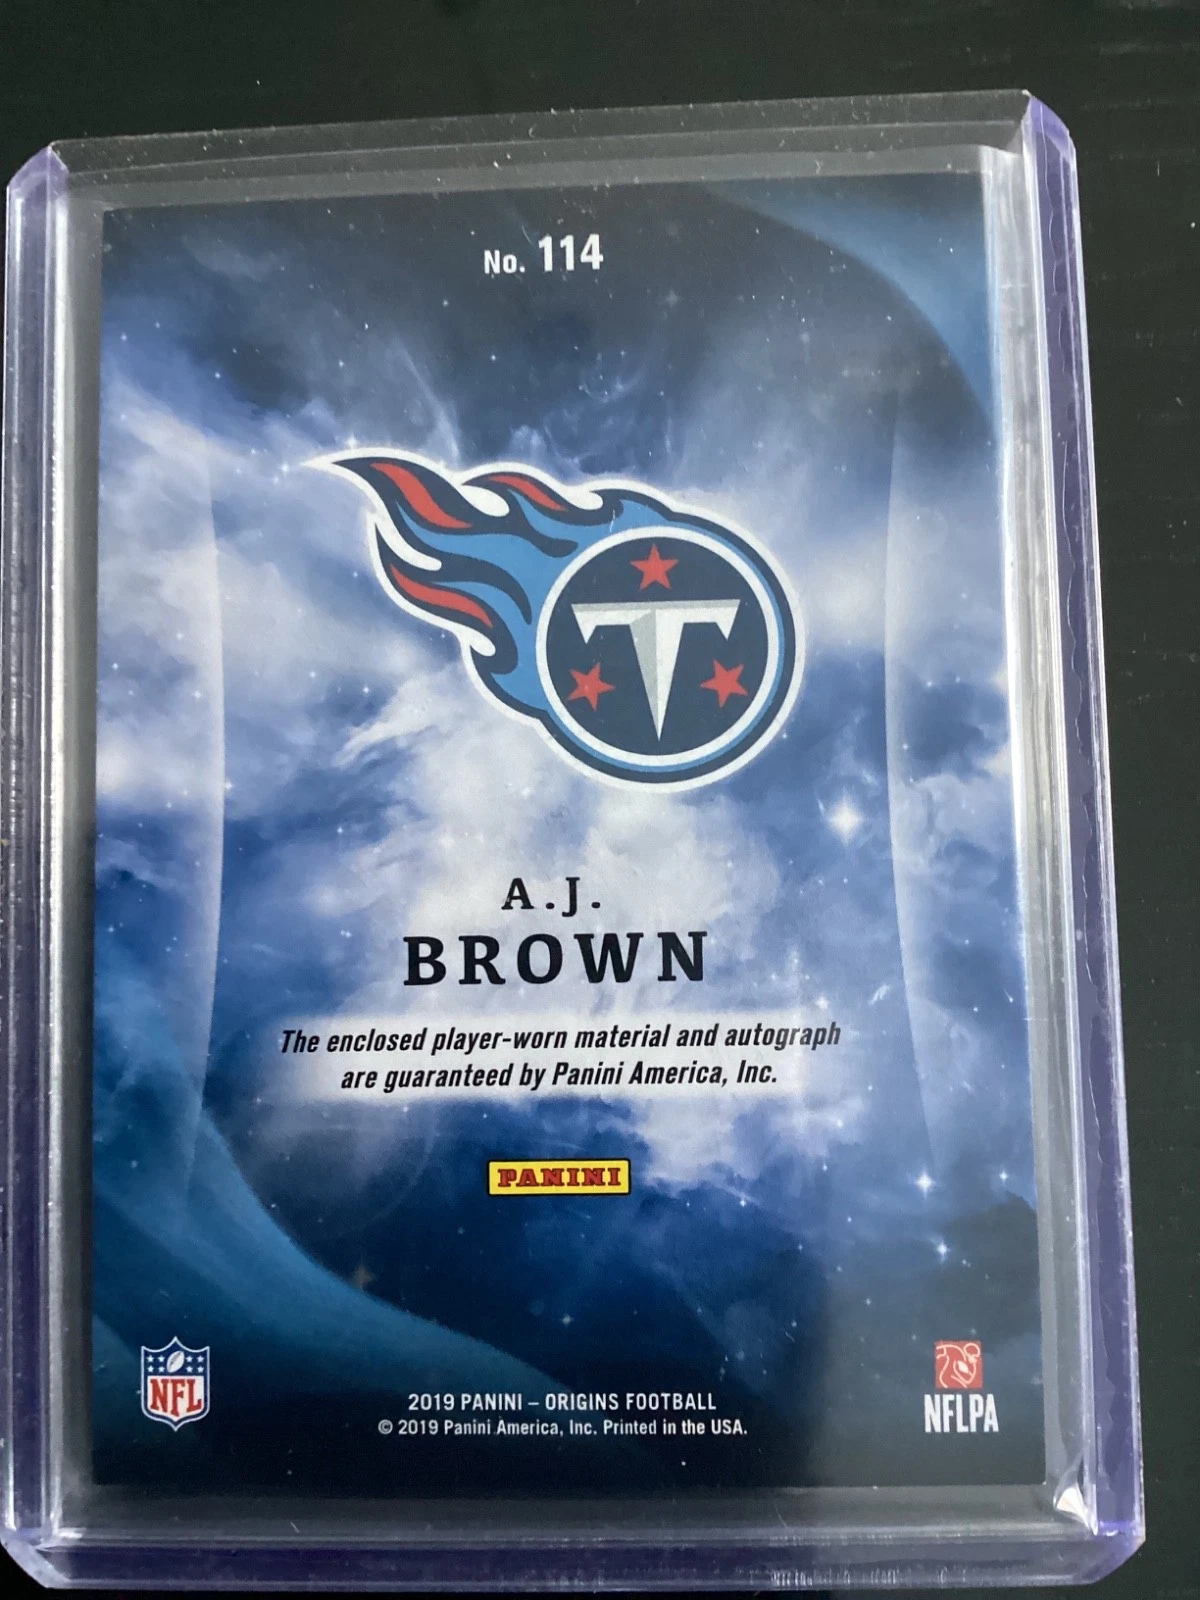 No. 114
T
A.J.
BROWN
The enclosed player-worn material and autograph
are guaranteed by Panini America, Inc.
PANINI
NFL
NFLPA
2019 PANINI – ORIGINS FOOTBALL
© 2019 Panini America, Inc. Printed in the USA.